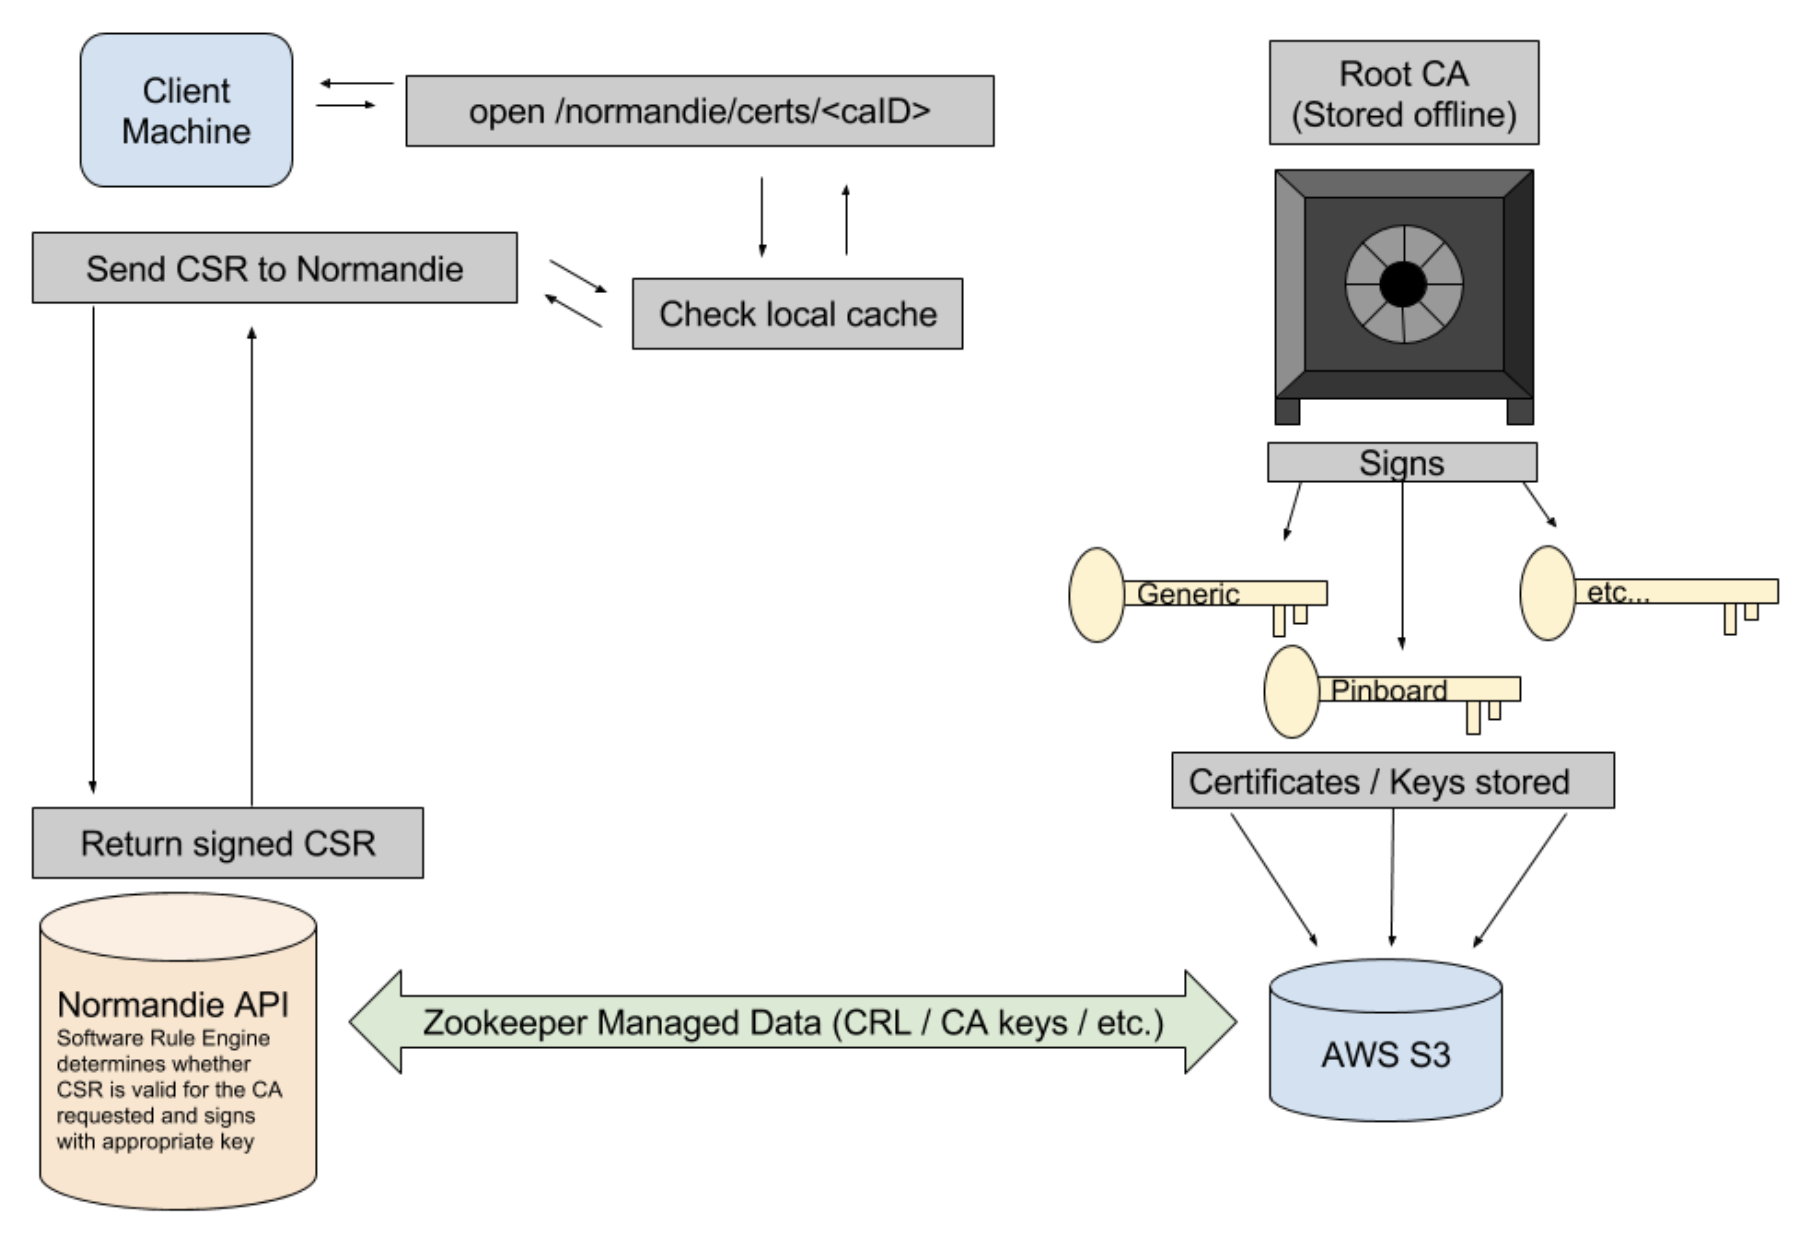 Client
Machine
open /normandie/certs/<caID>
Send CSR to Normandie
Check local cache
Return signed CSR
Normandie API
Software Rule Engine
determines whether
CSR is valid for the CA
requested and signs
with appropriate key
Zookeeper Managed Data (CRL / CA keys / etc.)
Root CA
(Stored offline)
Signs
Generic
etc...
Pinboard
Certificates / Keys stored
AWS S3